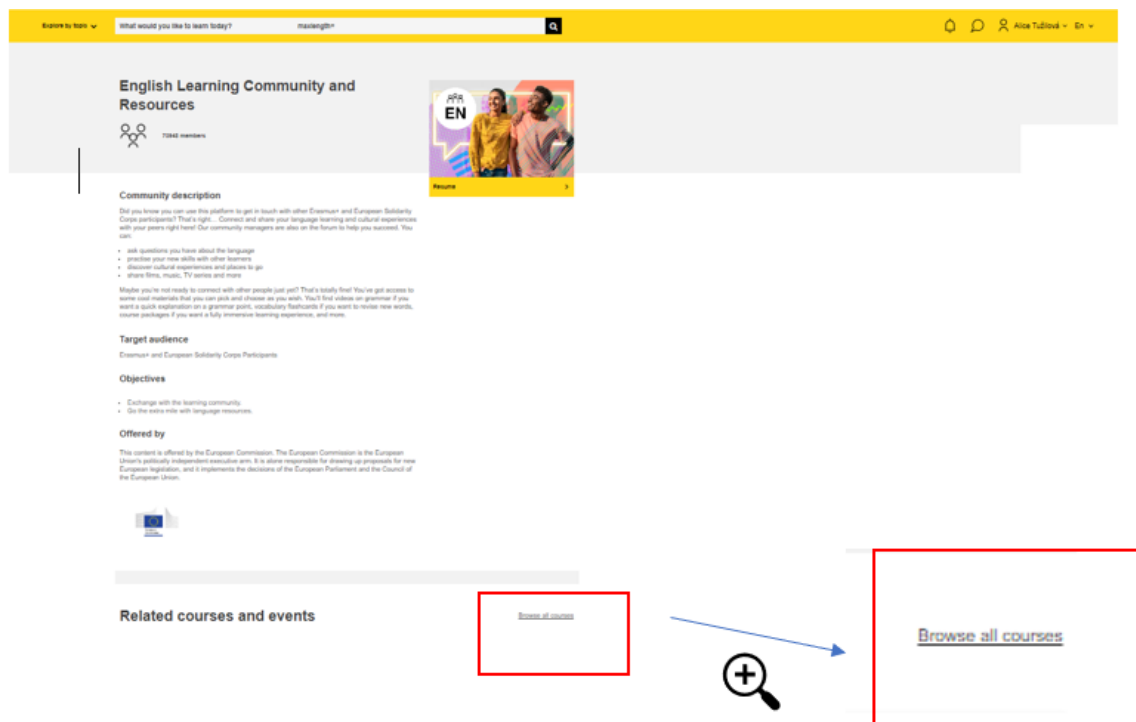 Explore by topic
What would you like to learn today? maxlength=
Alice Tužilová En
English Learning Community and
Resources
EN
70840 members
Resume
Community description
Did you know you can use this platform to get in touch with other Erasmus+ and European Solidarity
Corps participants? That's right... Connect and share your language learning and cultural experiences
with your peers right here! Our community managers are also on the forum to help you succeed. You
can:
• ask questions you have about the language
• practise your new skills with other learners
• discover cultural experiences and places to go
• share films, music, TV series and more
Maybe you're not ready to connect with other people just yet? That's totally fine! You've got access to
some cool materials that you can pick and choose as you wish. You'll find videos on grammar if you
want a quick explanation on a grammar point, vocabulary flashcards if you want to revise new words,
course packages if you want a fully immersive learning experience, and more.
Target audience
Erasmus+ and European Solidarity Corps Participants
Objectives
• Exchange with the learning community.
• Go the extra mile with language resources.
Offered by
This content is offered by the European Commission. The European Commission is the European
Union's politically independent executive arm. It is alone responsible for drawing up proposals for new
European legislation, and it implements the decisions of the European Parliament and the Council of
the European Union.
Related courses and events
Browse all courses
Browse all courses